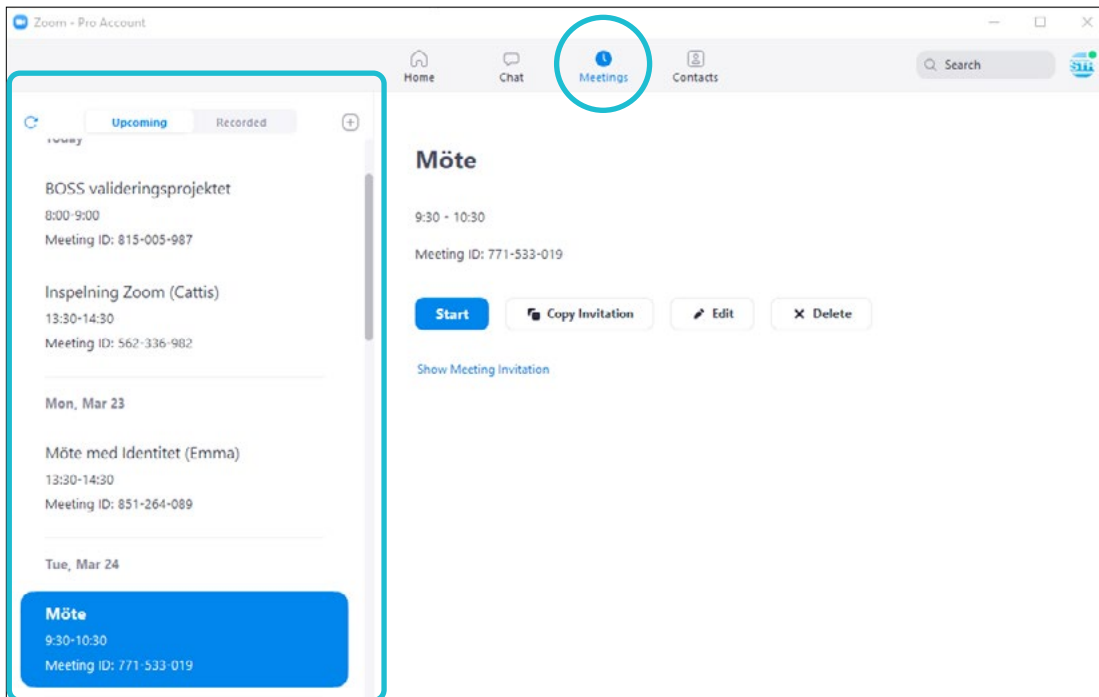 Zoom - Pro Account
Home
Chat
Meetings
Contacts
Search
Upcoming
Recorded
Today
BOSS valideringsprojektet
8:00-9:00
Meeting ID: 815-005-987
Inspelning Zoom (Cattis)
13:30-14:30
Meeting ID: 562-336-982
Mon, Mar 23
Möte med Identitet (Emma)
13:30-14:30
Meeting ID: 851-264-089
Tue, Mar 24
Möte
9:30-10:30
Meeting ID: 771-533-019
Möte
9:30 - 10:30
Meeting ID: 771-533-019
Start
Copy Invitation
Edit
Delete
Show Meeting Invitation